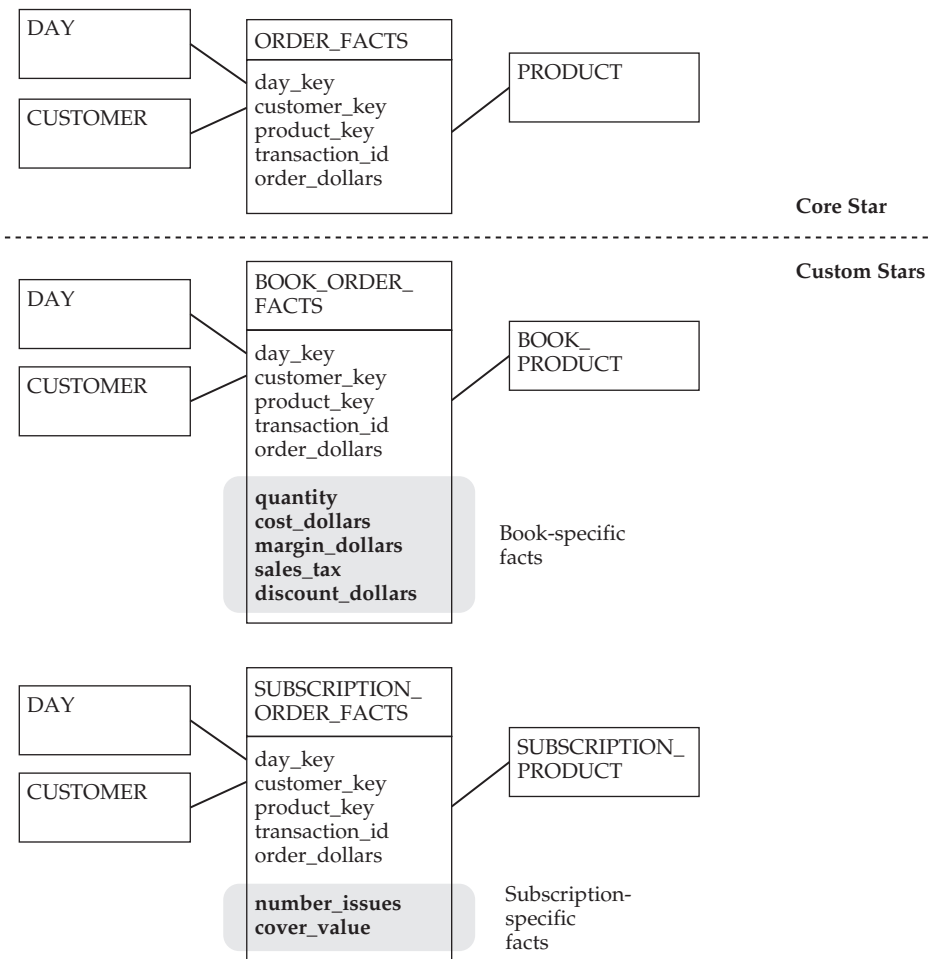 DAY
ORDER_FACTS
day_key
customer_key
product_key
transaction_id
order_dollars
CUSTOMER
PRODUCT
Core Star
Custom Stars
DAY
BOOK_ORDER_
FACTS
day_key
customer_key
product_key
transaction_id
order_dollars
quantity
cost_dollars
margin_dollars
sales_tax
discount_dollars
CUSTOMER
BOOK_
PRODUCT
Book-specific
facts
DAY
SUBSCRIPTION_
ORDER_FACTS
day_key
customer_key
product_key
transaction_id
order_dollars
number_issues
cover_value
CUSTOMER
SUBSCRIPTION_
PRODUCT
Subscription-
specific
facts